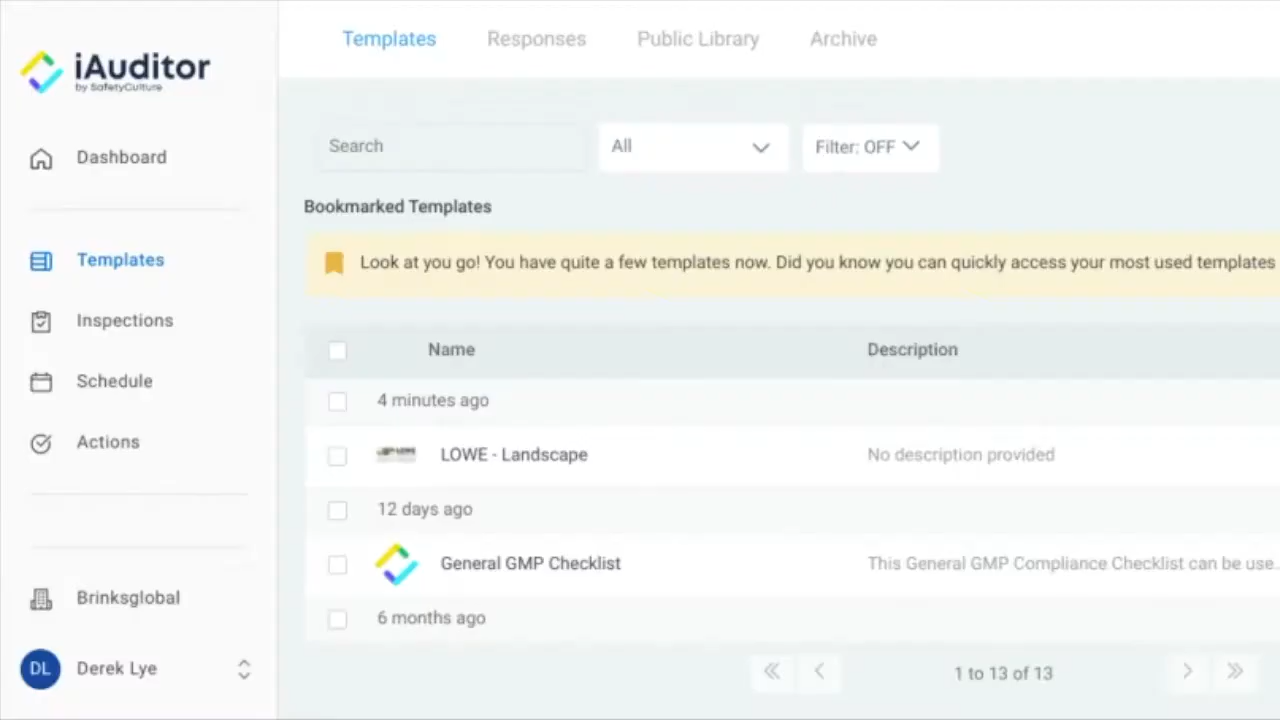 iAuditor
by SafetyCulture
Dashboard
Templates
Inspections
Schedule
Actions
Brinksglobal
DL
Derek Lye
Templates Responses Public Library Archive
Search
All
Filter: OFF
Bookmarked Templates
Look at you go! You have quite a few templates now. Did you know you can quickly access your most used templates
Name Description
4 minutes ago
LOWE - Landscape No description provided
12 days ago
General GMP Checklist This General GMP Compliance Checklist can be use...
6 months ago
1 to 13 of 13